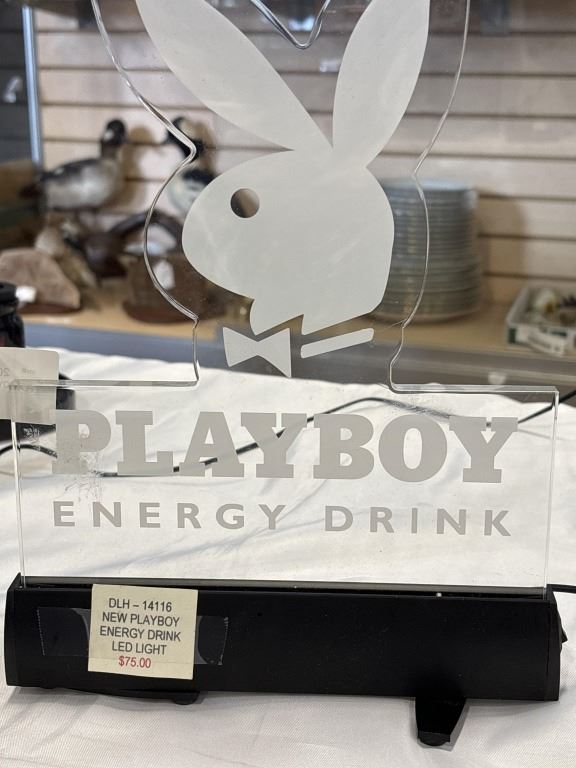 PLAYBOY
ENERGY DRINK
DLH – 14116
NEW PLAYBOY
ENERGY DRINK
LED LIGHT
$75.00